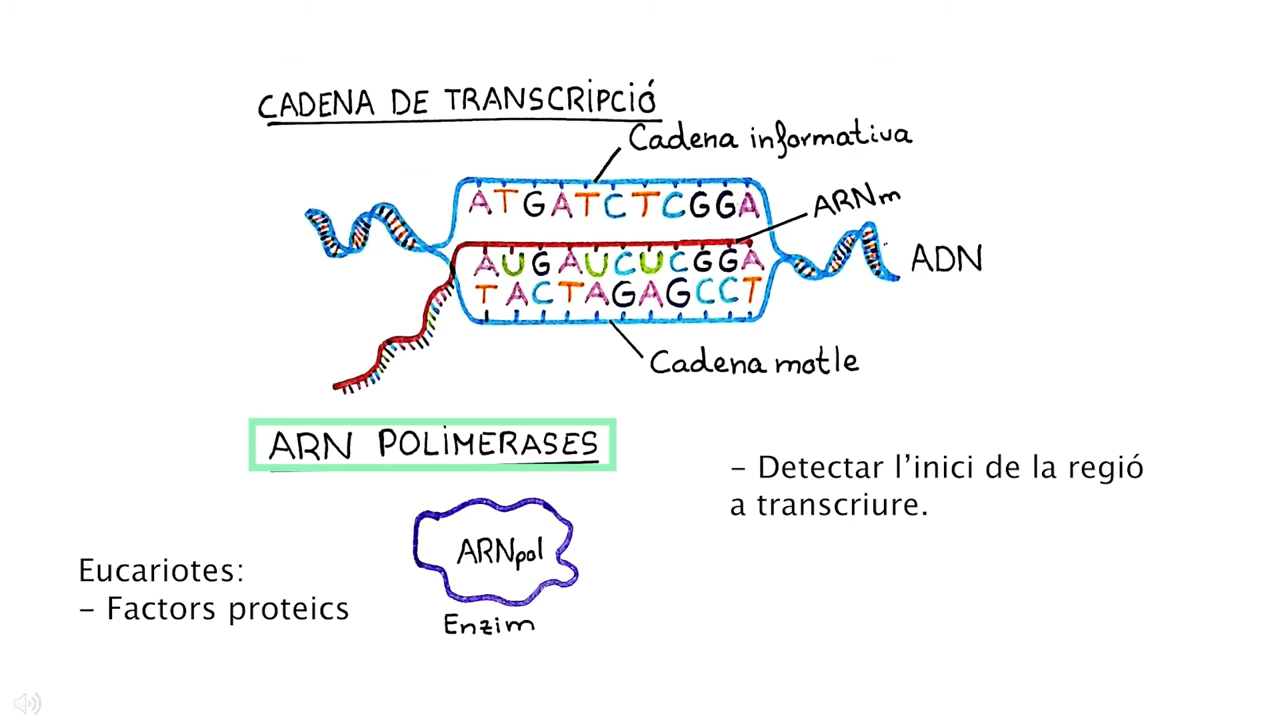 CADENA DE TRANSCRIPCIÓ
Cadena informativa
ATGATCTCGGA
ARNm
AUGAUCUCGGA
ADN
TACTAGAGCCT
Cadena motle
ARN POLIMERASES
- Detectar l'inici de la regió
a transcriure.
ARNpol
Eucariotes:
- Factors proteics
Enzim